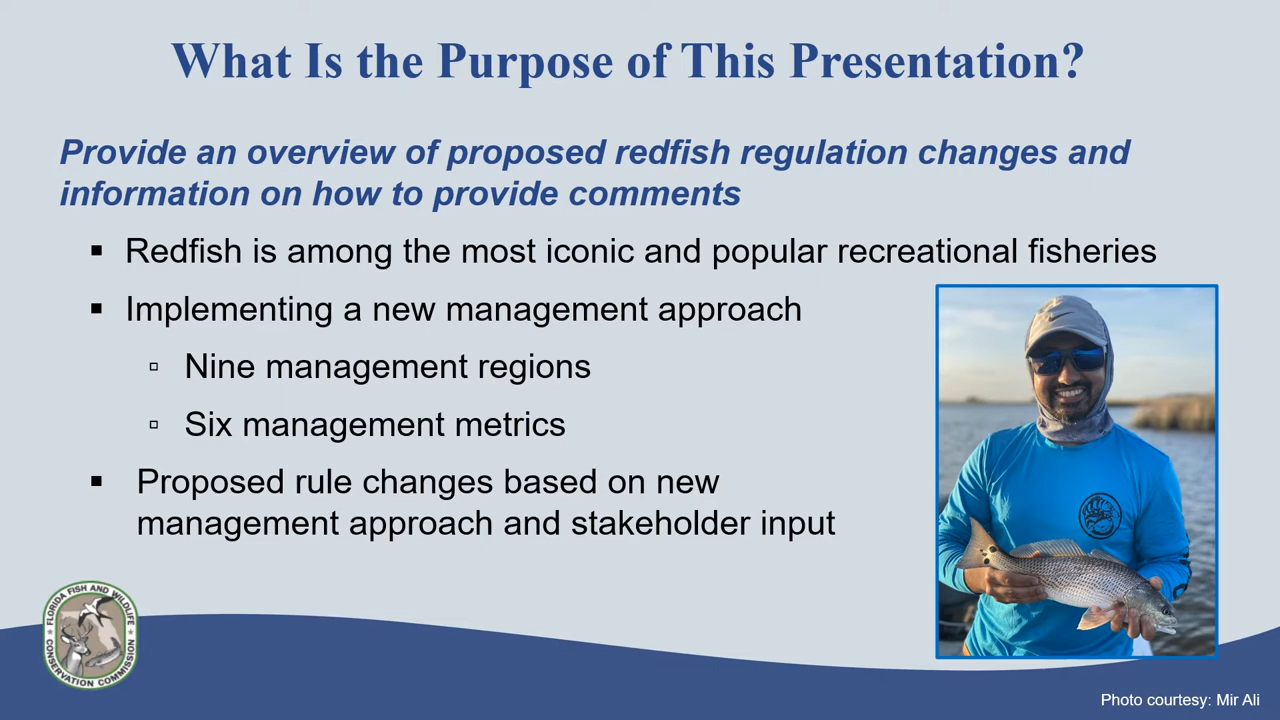 What Is the Purpose of This Presentation?
Provide an overview of proposed redfish regulation changes and
information on how to provide comments
▪ Redfish is among the most iconic and popular recreational fisheries
▪ Implementing a new management approach
▫ Nine management regions
▫ Six management metrics
▪ Proposed rule changes based on new
management approach and stakeholder input
FLORIDA FISH AND WILDLIFE
CONSERVATION COMMISSION
Photo courtesy: Mir Ali